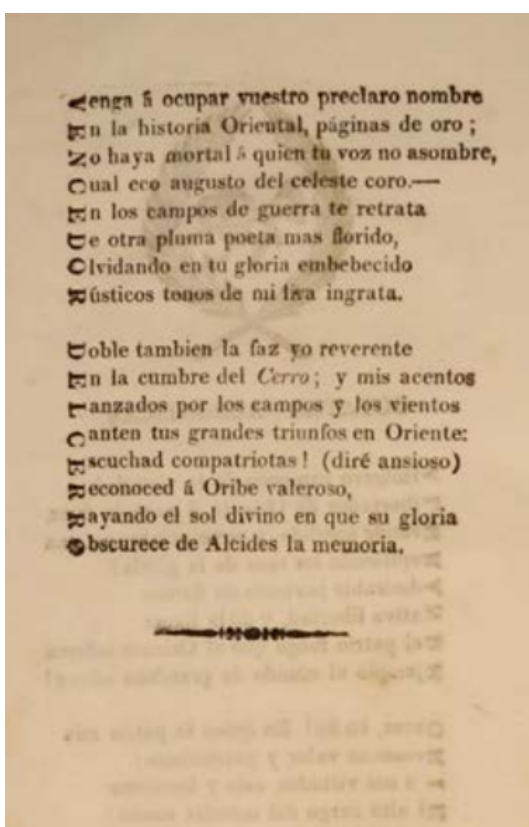 Venga á ocupar vuestro preclaro nombre
En la historia Oriental, páginas de oro ;
No haya mortal á quien tu voz no asombre,
Cual eco augusto del celeste coro.—
En los campos de guerra te retrata
De otra pluma poeta mas florido,
Olvidando en tu gloria embebecido
Rústicos tonos de mi lira ingrata.
Doble tambien la faz yo reverente
En la cumbre del Cerro ; y mis acentos
Lanzados por los campos y los vientos
Canten tus grandes triunfos en Oriente:
Escuchad compatriotas! (diré ansioso)
Reconoced á Oribe valeroso,
Rayando el sol divino en que su gloria
Obscurece de Alcides la memoria.